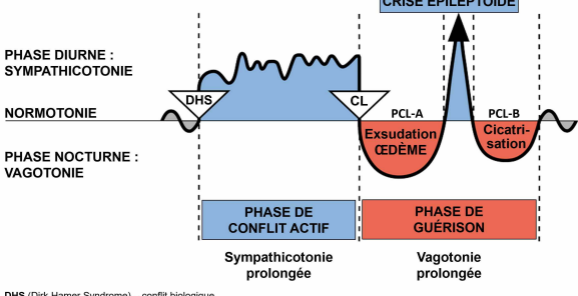 CRISE ÉPILEPTOÏDE
PHASE DIURNE :
SYMPATHICOTONIE
DHS
CL
NORMOTONIE
PCL-A
PCL-B
Exsudation
ŒDÈME
Cicatri-
sation
PHASE NOCTURNE :
VAGOTONIE
PHASE DE
CONFLIT ACTIF
PHASE DE
GUÉRISON
Sympathicotonie
prolongée
Vagotonie
prolongée
DHS (Dirk Hamer Syndrome) conflit biologique